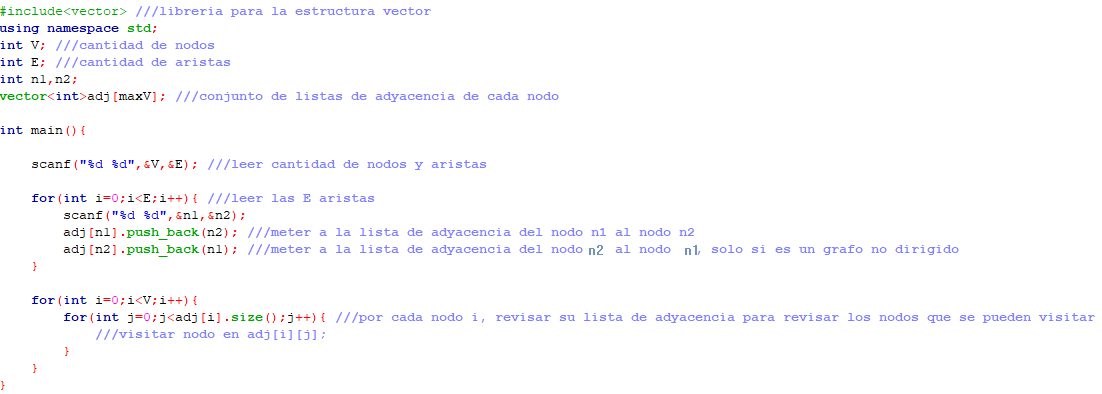 #include<vector> ///libreria para la estructura vector
using namespace std;
int V; ///cantidad de nodos
int E; ///cantidad de aristas
int n1,n2;
vector<int>adj[maxV]; ///conjunto de listas de adyacencia de cada nodo
int main(){
scanf("%d %d",&V,&E); ///leer cantidad de nodos y aristas
for(int i=0;i<E;i++){ ///leer las E aristas
scanf("%d %d",&n1,&n2);
adj[n1].push_back(n2); ///meter a la lista de adyacencia del nodo n1 al nodo n2
adj[n2].push_back(n1); ///meter a la lista de adyacencia del nodo n2 al nodo n1, solo si es un grafo no dirigido
}
for(int i=0;i<V;i++){
for(int j=0;j<adj[i].size();j++){ ///por cada nodo i, revisar su lista de adyacencia para revisar los nodos que se pueden visitar
///visitar nodo en adj[i][j];
}
}
}